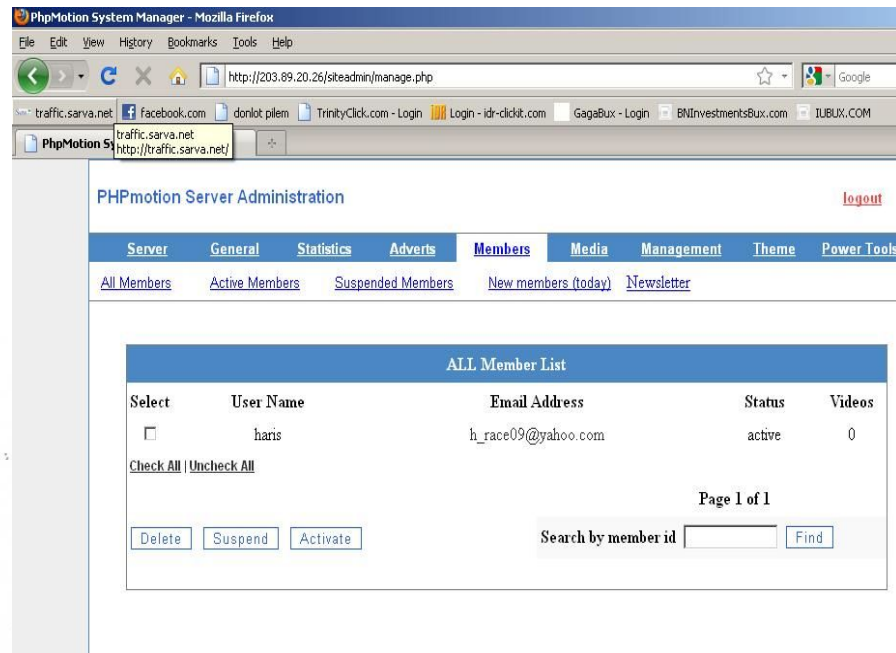 PhpMotion System Manager - Mozilla Firefox
File Edit View History Bookmarks Tools Help
http://203.89.20.26/siteadmin/manage.php Google
traffic.sarva.net facebook.com donlot pilem TrinityClick.com - Login Login - idr-clickit.com GagaBux - Login BNInvestmentsBux.com IUBUX.COM
PhpMotion Sy
traffic.sarva.net
http://traffic.sarva.net/
PHPmotion Server Administration logout
Server General Statistics Adverts Members Media Management Theme Power Tools
All Members Active Members Suspended Members New members (today) Newsletter
ALL Member List
Select User Name Email Address Status Videos
haris h_race09@yahoo.com active 0
Check All | Uncheck All
Page 1 of 1
Delete Suspend Activate Search by member id Find